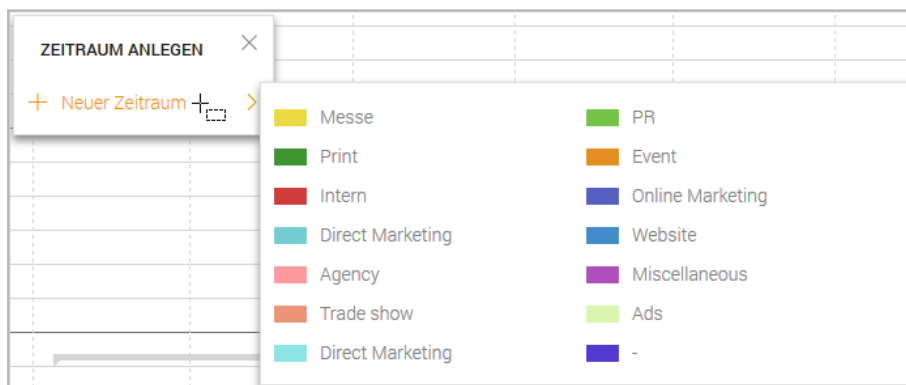 ZEITRAUM ANLEGEN
Neuer Zeitraum
Messe
Print
Intern
Direct Marketing
Agency
Trade show
Direct Marketing
PR
Event
Online Marketing
Website
Miscellaneous
Ads
-